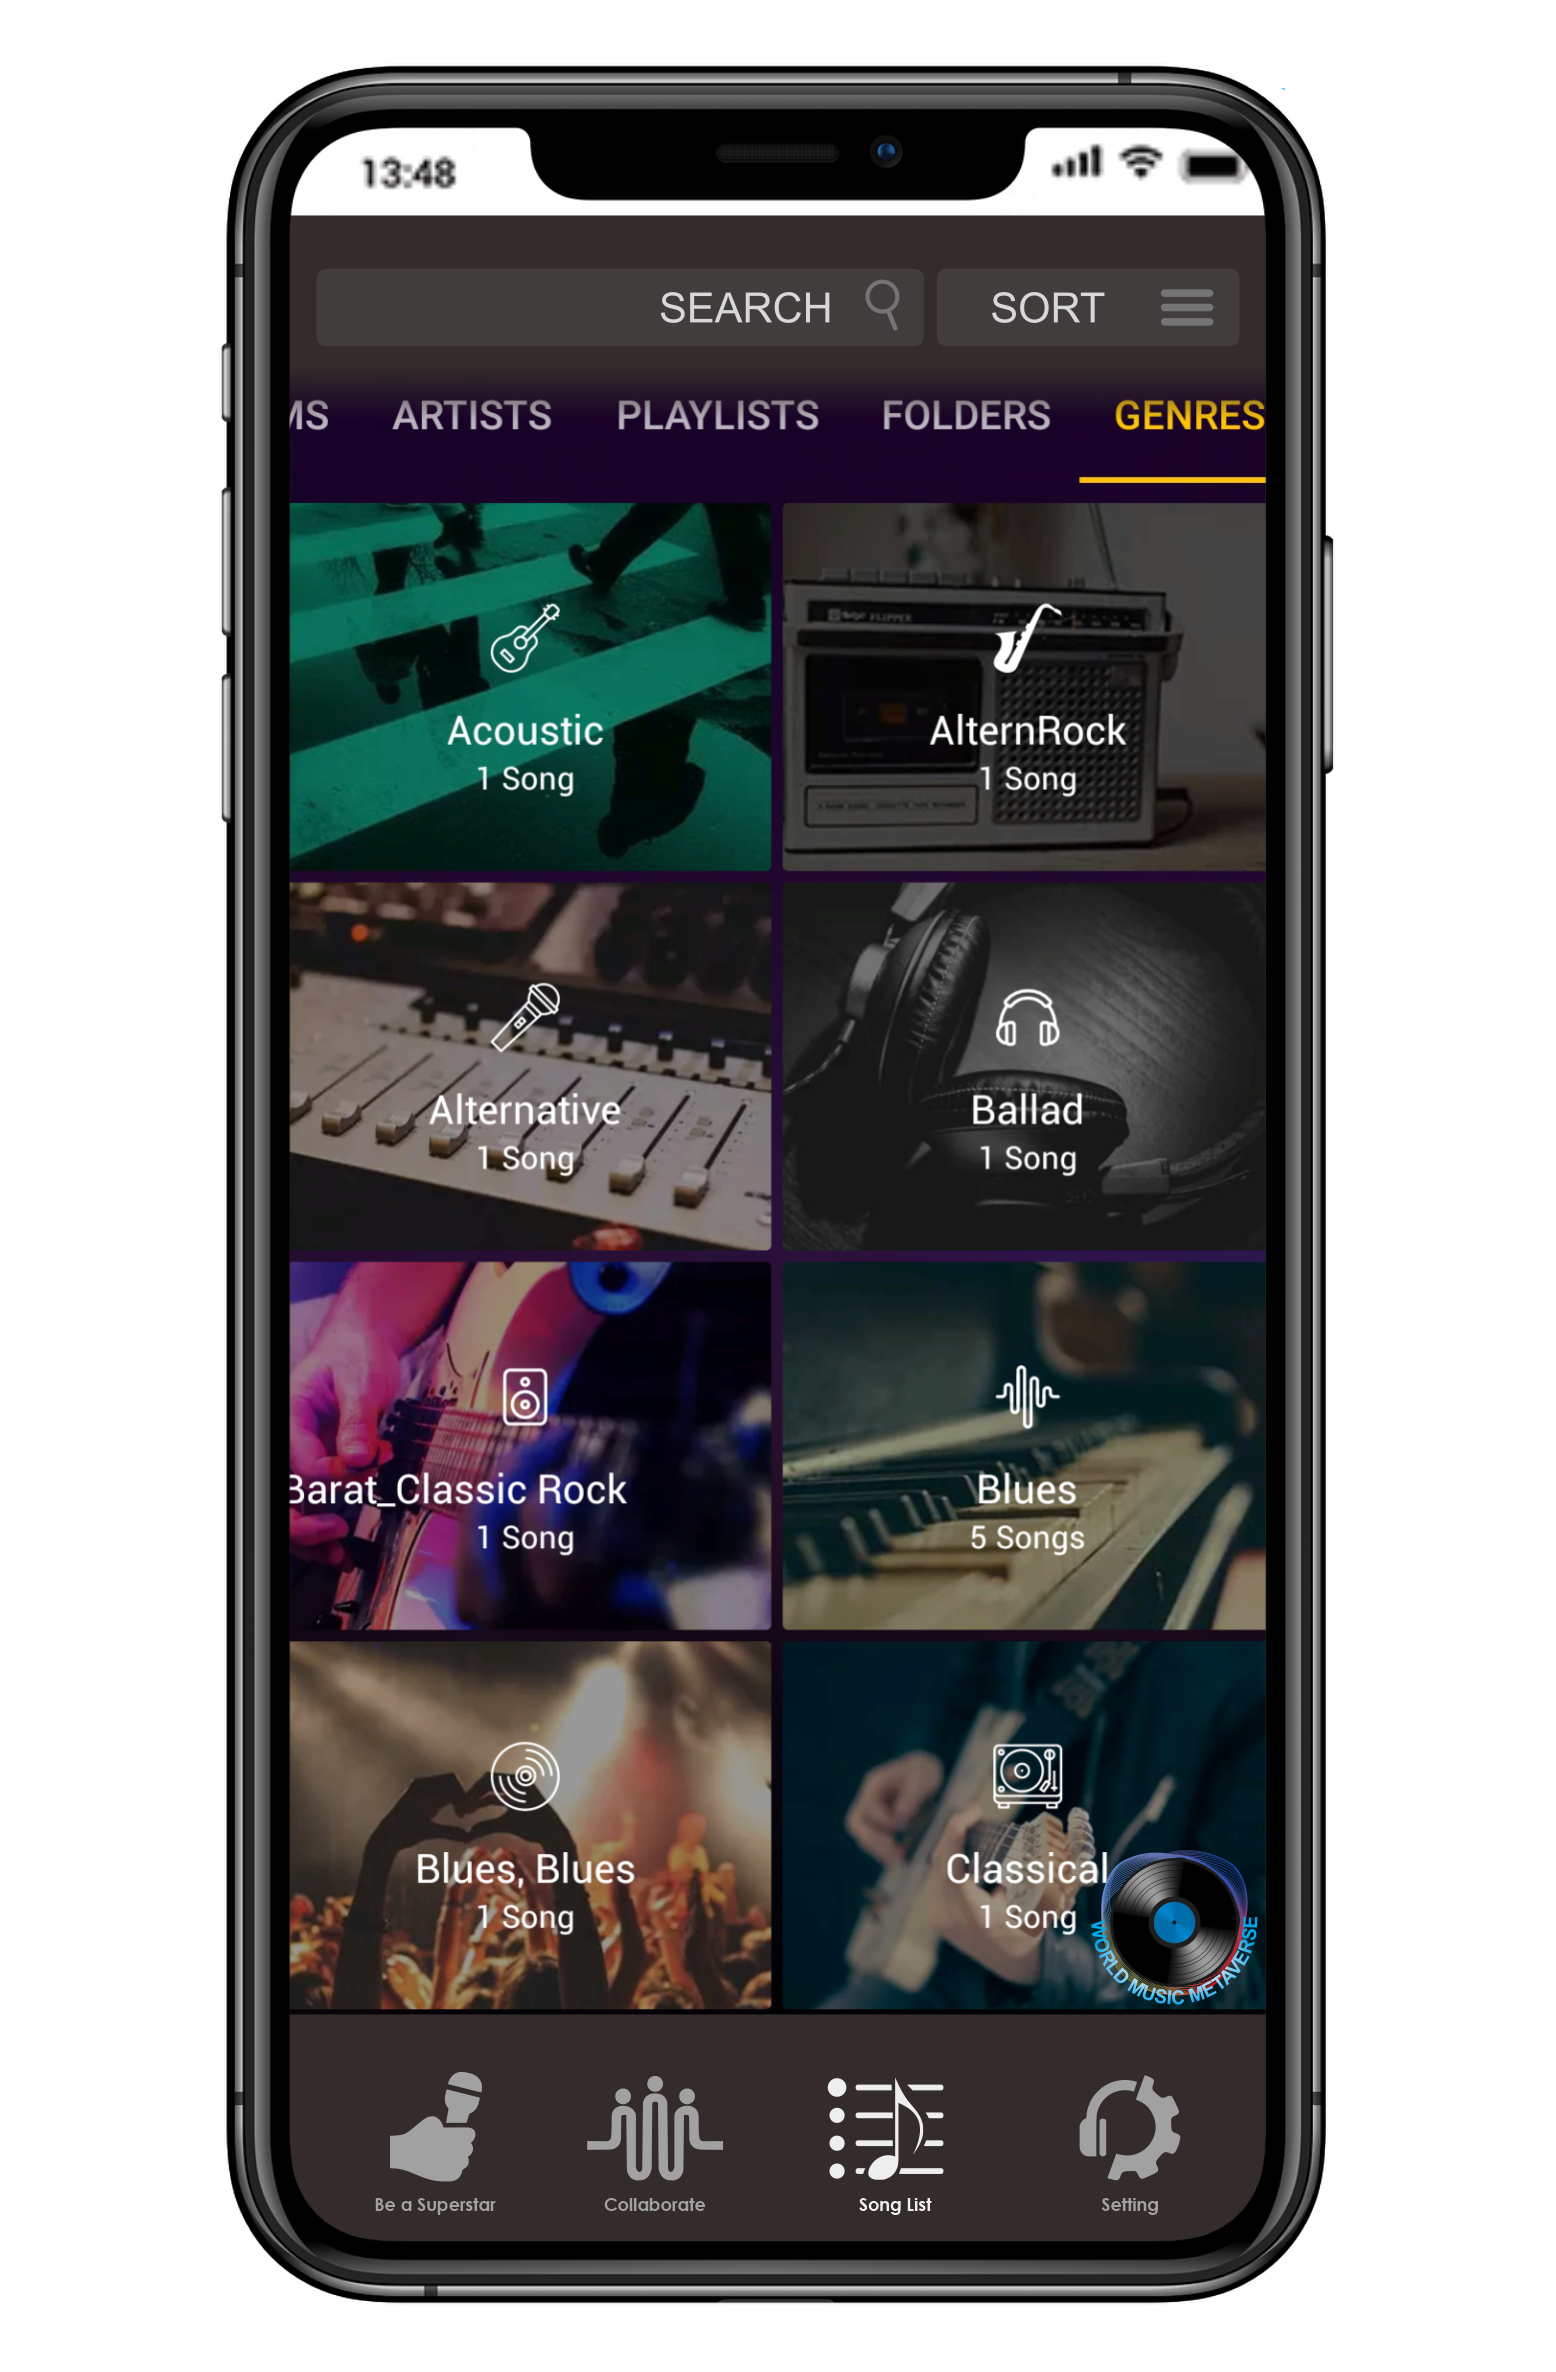 13:48
SEARCH
SORT
MS ARTISTS PLAYLISTS FOLDERS GENRES
Acoustic
1 Song
FLIPPER
AlternRock
1 Song
Alternative
1 Song
Ballad
1 Song
Barat_Classic Rock
1 Song
Blues
5 Songs
Blues, Blues
1 Song
Classical
1 Song
WORLD MUSIC METAVERSE
Be a Superstar
Collaborate
Song List
Setting